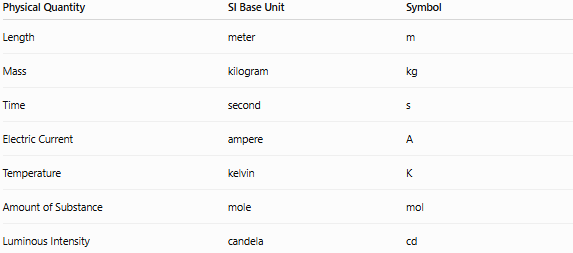 Physical Quantity SI Base Unit Symbol
Length meter m
Mass kilogram kg
Time second s
Electric Current ampere A
Temperature kelvin K
Amount of Substance mole mol
Luminous Intensity candela cd